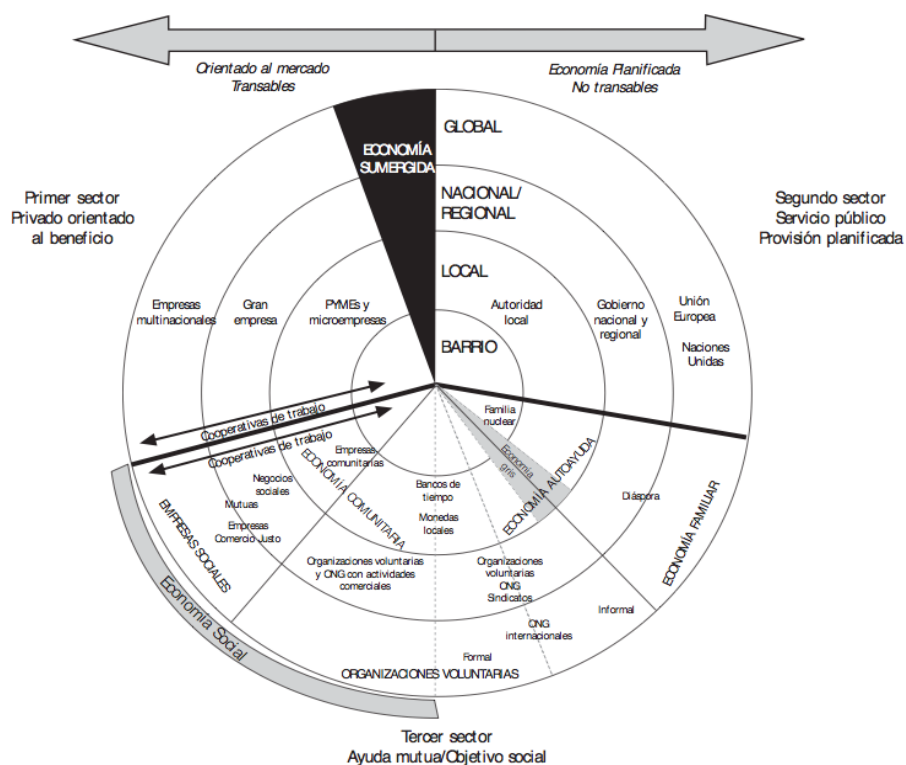 Orientado al mercado
Transables
Economía Planificada
No transables
GLOBAL
ECONOMÍA
SUMERGIDA
NACIONAL/
REGIONAL
Primer sector
Privado orientado
al beneficio
Segundo sector
Servicio público
Provisión planificada
LOCAL
Empresas
multinacionales
Gran
empresa
PYMEs y
microempresas
Autoridad
local
Gobierno
nacional y
regional
Unión
Europea
Naciones
Unidas
BARRIO
Cooperativas de trabajo
Cooperativas de trabajo
Familia
nuclear
Economía
gris
Empresas
comunitarias
ECONOMÍA COMUNITARIA
Negocios
sociales
Mutuas
Empresas
Comercio Justo
Bancos de
tiempo
Monedas
locales
ECONOMÍA AUTOAYUDA
Diáspora
ECONOMÍA FAMILIAR
EMPRESAS SOCIALES
Organizaciones voluntarias
y ONG con actividades
comerciales
Organizaciones
voluntarias
ONG
Sindicatos
Informal
ONG
internacionales
Formal
Economía Social
ORGANIZACIONES VOLUNTARIAS
Tercer sector
Ayuda mutua/Objetivo social